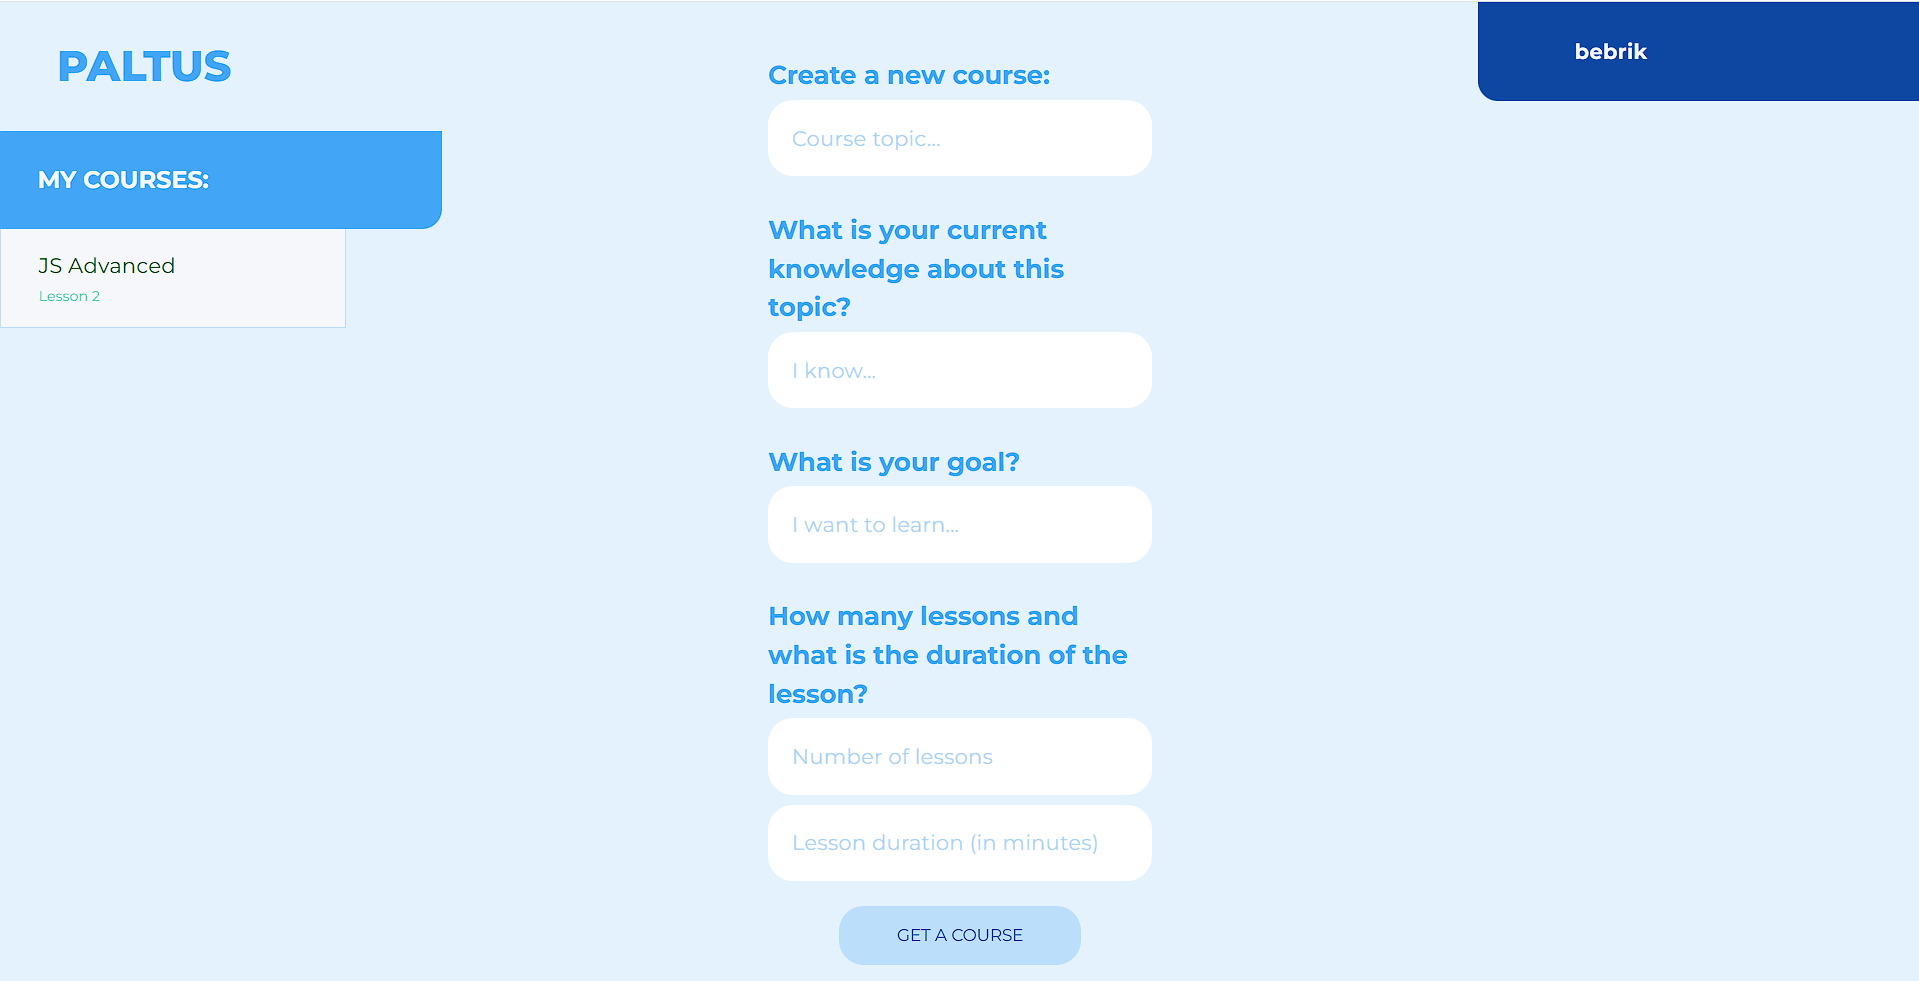 PALTUS
bebrik
MY COURSES:
JS Advanced
Lesson 2
Create a new course:
Course topic...
What is your current
knowledge about this
topic?
I know...
What is your goal?
I want to learn...
How many lessons and
what is the duration of the
lesson?
Number of lessons
Lesson duration (in minutes)
GET A COURSE